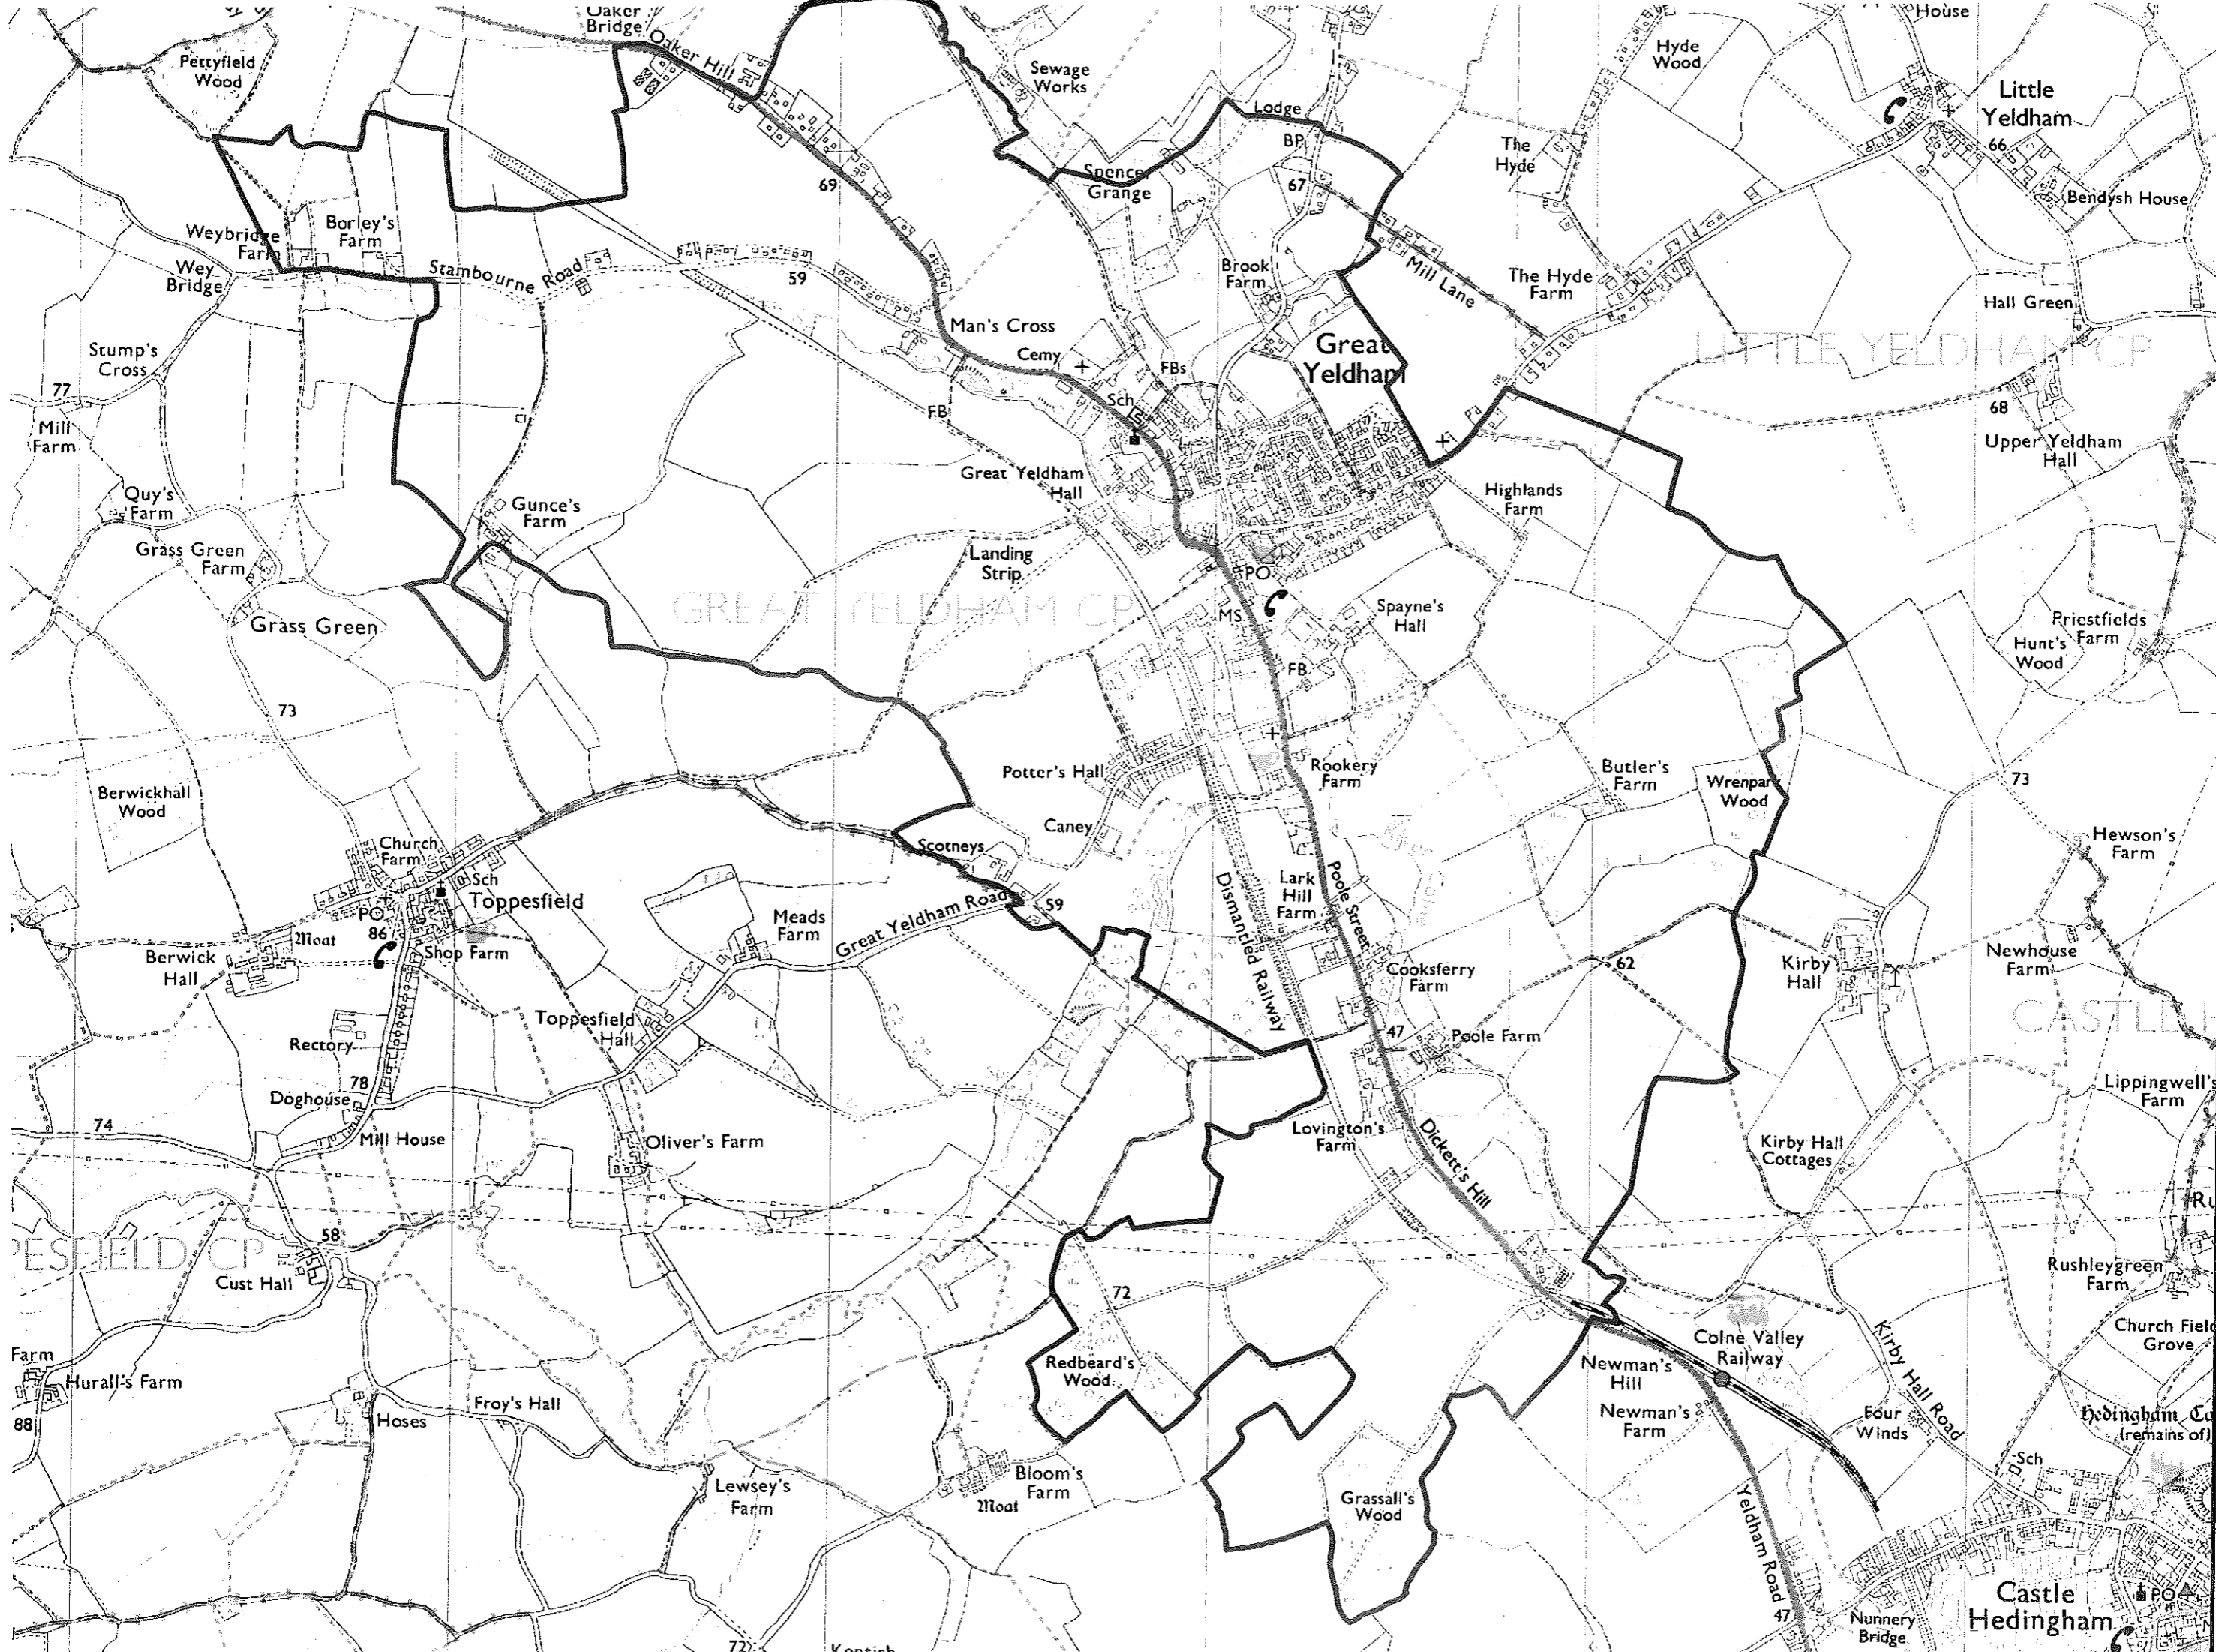 Oaker
Bridge
Oaker Hill
House
Pettyfield
Wood
Sewage
Works
Hyde
Wood
Little
Yeldham
66
Lodge
BP
The
Hyde
67
Spencer
Grange
69
Bendysh House
Borley's
Farm
Weybridge
Farm
Wey
Bridge
Stambourne Road
59
Brook
Farm
Mill Lane
The Hyde
Farm
Hall Green
Man's Cross
Cemy
Great
Yeldham
LITTLE YELDHAM CP
Stump's
Cross
FBs
Sch
77
Mill
Farm
FB
Pd
68
Upper Yeldham
Hall
Great Yeldham
Hall
Quy's
Farm
Gunce's
Farm
Highlands
Farm
Grass Green
Farm
Landing
Strip
PO
GREAT YELDHAM CP
MS
Spayne's
Hall
Grass Green
Priestfields
Farm
Hunt's
Wood
FB
73
Potter's Hall
Rookery
Farm
Butler's
Farm
Wrenpark
Wood
73
Berwickhall
Wood
Caney
Hewson's
Farm
Church
Farm
Scotneys
Sch
Toppesfield
PO
86
Lark
Hill
Farm
Poole Street
Dismantled Railway
59
Meads
Farm
Great Yeldham Road
Moat
Berwick
Hall
Shop Farm
62
Cooksferry
Farm
Kirby
Hall
Newhouse
Farm
Toppesfield
Hall
CASTLE H
Rectory
47
Poole Farm
78
Doghouse
Lippingwell's
Farm
74
Mill House
Oliver's Farm
Lovington's
Farm
Dickett's Hill
Kirby Hall
Cottages
Ru
58
PESFIELD CP
Cust Hall
72
Rushleygreen
Farm
Colne Valley
Railway
Church Field
Grove
Farm
Hurall's Farm
Redbeard's
Wood
Newman's
Hill
Kirby Hall Road
88
Froy's Hall
Hoses
Newman's
Farm
Four
Winds
Hedingham Ca
(remains of)
Sch
Bloom's
Farm
Moat
Lewsey's
Farm
Grassall's
Wood
Yeldham Road
Castle
Hedingham
PO
47
Nunnery
Bridge
72
Kentish